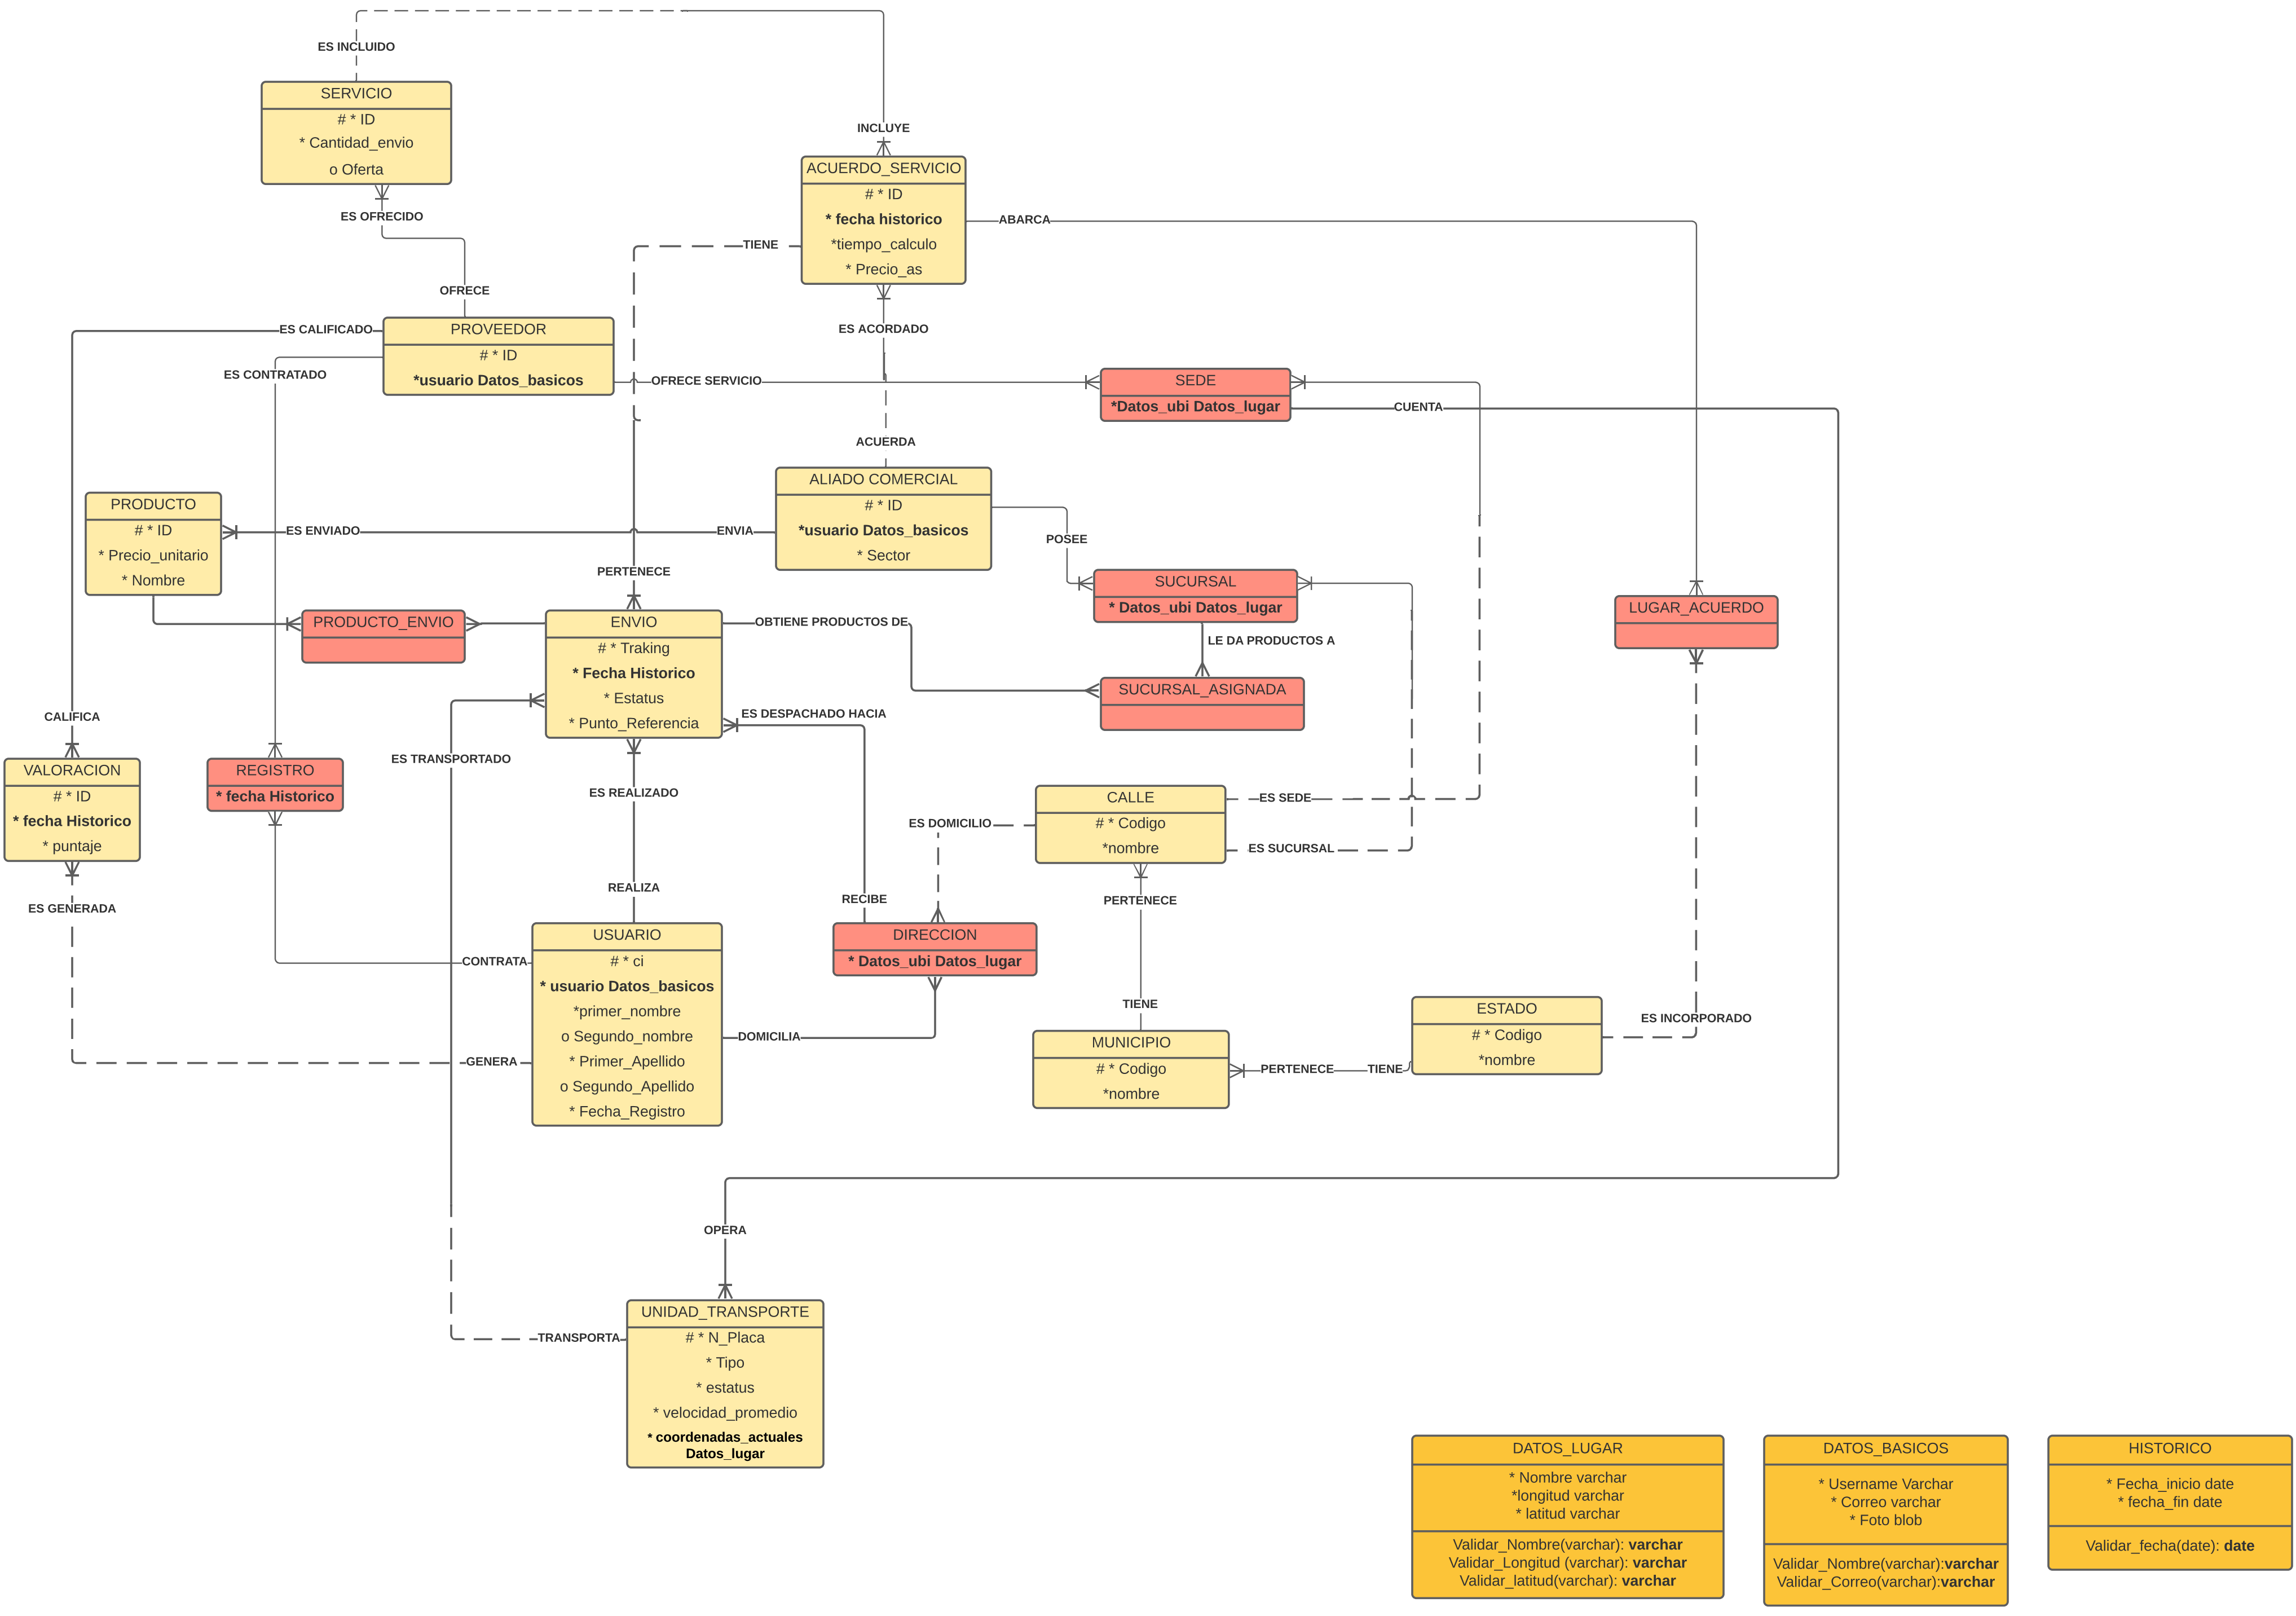 ES INCLUIDO
SERVICIO
# * ID
* Cantidad_envio
o Oferta
ES OFRECIDO
OFRECE
INCLUYE
ACUERDO_SERVICIO
# * ID
* fecha historico
*tiempo_calculo
* Precio_as
ABARCA
TIENE
ES ACORDADO
ACUERDA
ES CALIFICADO
PROVEEDOR
# * ID
*usuario Datos_basicos
ES CONTRATADO
OFRECE SERVICIO
SEDE
*Datos_ubi Datos_lugar
CUENTA
PRODUCTO
# * ID
* Precio_unitario
* Nombre
ES ENVIADO
ENVIA
ALIADO COMERCIAL
# * ID
*usuario Datos_basicos
* Sector
POSEE
PERTENECE
SUCURSAL
* Datos_ubi Datos_lugar
LUGAR_ACUERDO
PRODUCTO_ENVIO
ENVIO
# * Traking
* Fecha Historico
* Estatus
* Punto_Referencia
OBTIENE PRODUCTOS DE
LE DA PRODUCTOS A
SUCURSAL_ASIGNADA
CALIFICA
ES DESPACHADO HACIA
ES TRANSPORTADO
VALORACION
# * ID
* fecha Historico
* puntaje
REGISTRO
* fecha Historico
ES REALIZADO
REALIZA
CALLE
# * Codigo
*nombre
ES SEDE
ES DOMICILIO
ES SUCURSAL
RECIBE
PERTENECE
ES GENERADA
USUARIO
# * ci
* usuario Datos_basicos
*primer_nombre
o Segundo_nombre
* Primer_Apellido
o Segundo_Apellido
* Fecha_Registro
CONTRATA
GENERA
DIRECCION
* Datos_ubi Datos_lugar
DOMICILIA
TIENE
MUNICIPIO
# * Codigo
*nombre
PERTENECE
TIENE
ESTADO
# * Codigo
*nombre
ES INCORPORADO
OPERA
TRANSPORTA
UNIDAD_TRANSPORTE
# * N_Placa
* Tipo
* estatus
* velocidad_promedio
* coordenadas_actuales
Datos_lugar
DATOS_LUGAR
* Nombre varchar
*longitud varchar
* latitud varchar
Validar_Nombre(varchar): varchar
Validar_Longitud (varchar): varchar
Validar_latitud(varchar): varchar
DATOS_BASICOS
* Username Varchar
* Correo varchar
* Foto blob
Validar_Nombre(varchar):varchar
Validar_Correo(varchar):varchar
HISTORICO
* Fecha_inicio date
* fecha_fin date
Validar_fecha(date): date